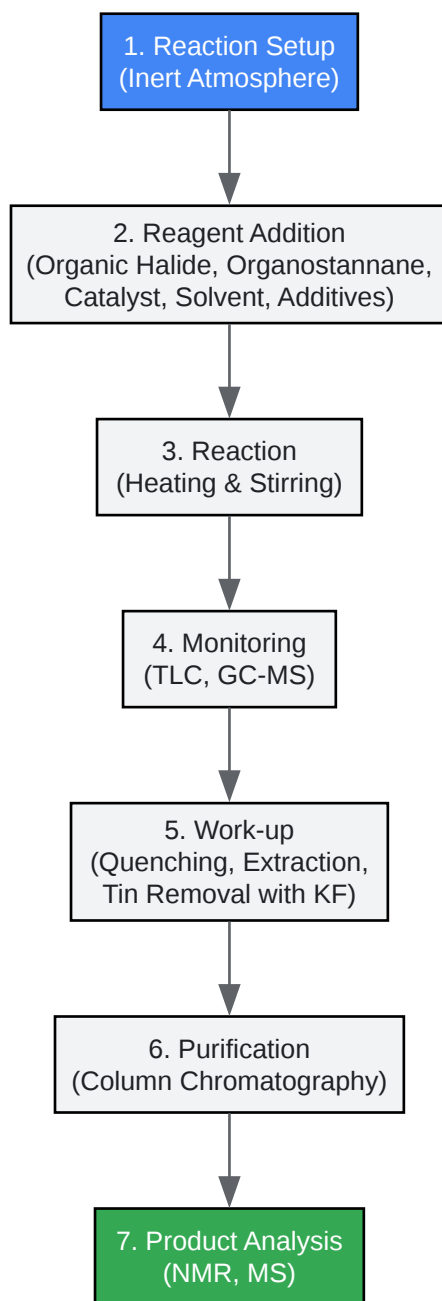 1. Reaction Setup
(Inert Atmosphere)
2. Reagent Addition
(Organic Halide, Organostannane,
Catalyst, Solvent, Additives)
3. Reaction
(Heating & Stirring)
4. Monitoring
(TLC, GC-MS)
5. Work-up
(Quenching, Extraction,
Tin Removal with KF)
6. Purification
(Column Chromatography)
7. Product Analysis
(NMR, MS)